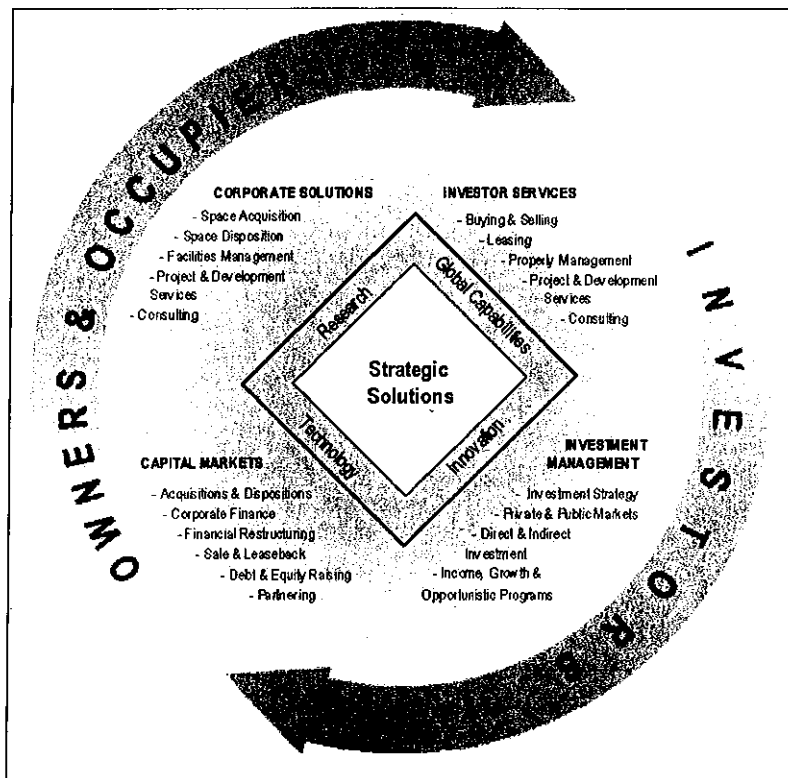 OWNERS & OCCUPIERS
INVESTORS
CORPORATE SOLUTIONS
- Space Acquisition
- Space Disposition
- Facilities Management
- Project & Development
Services
- Consulting
INVESTOR SERVICES
- Buying & Selling
- Leasing
- Property Management
- Project & Development
Services
- Consulting
Research
Global Capabilities
Strategic
Solutions
Technology
Innovation
CAPITAL MARKETS
- Acquisitions & Dispositions
- Corporate Finance
- Financial Restructuring
- Sale & Leaseback
- Debt & Equity Raising
- Partnering
INVESTMENT
MANAGEMENT
- Investment Strategy
- Private & Public Markets
- Direct & Indirect
Investment
- Income, Growth &
Opportunistic Programs